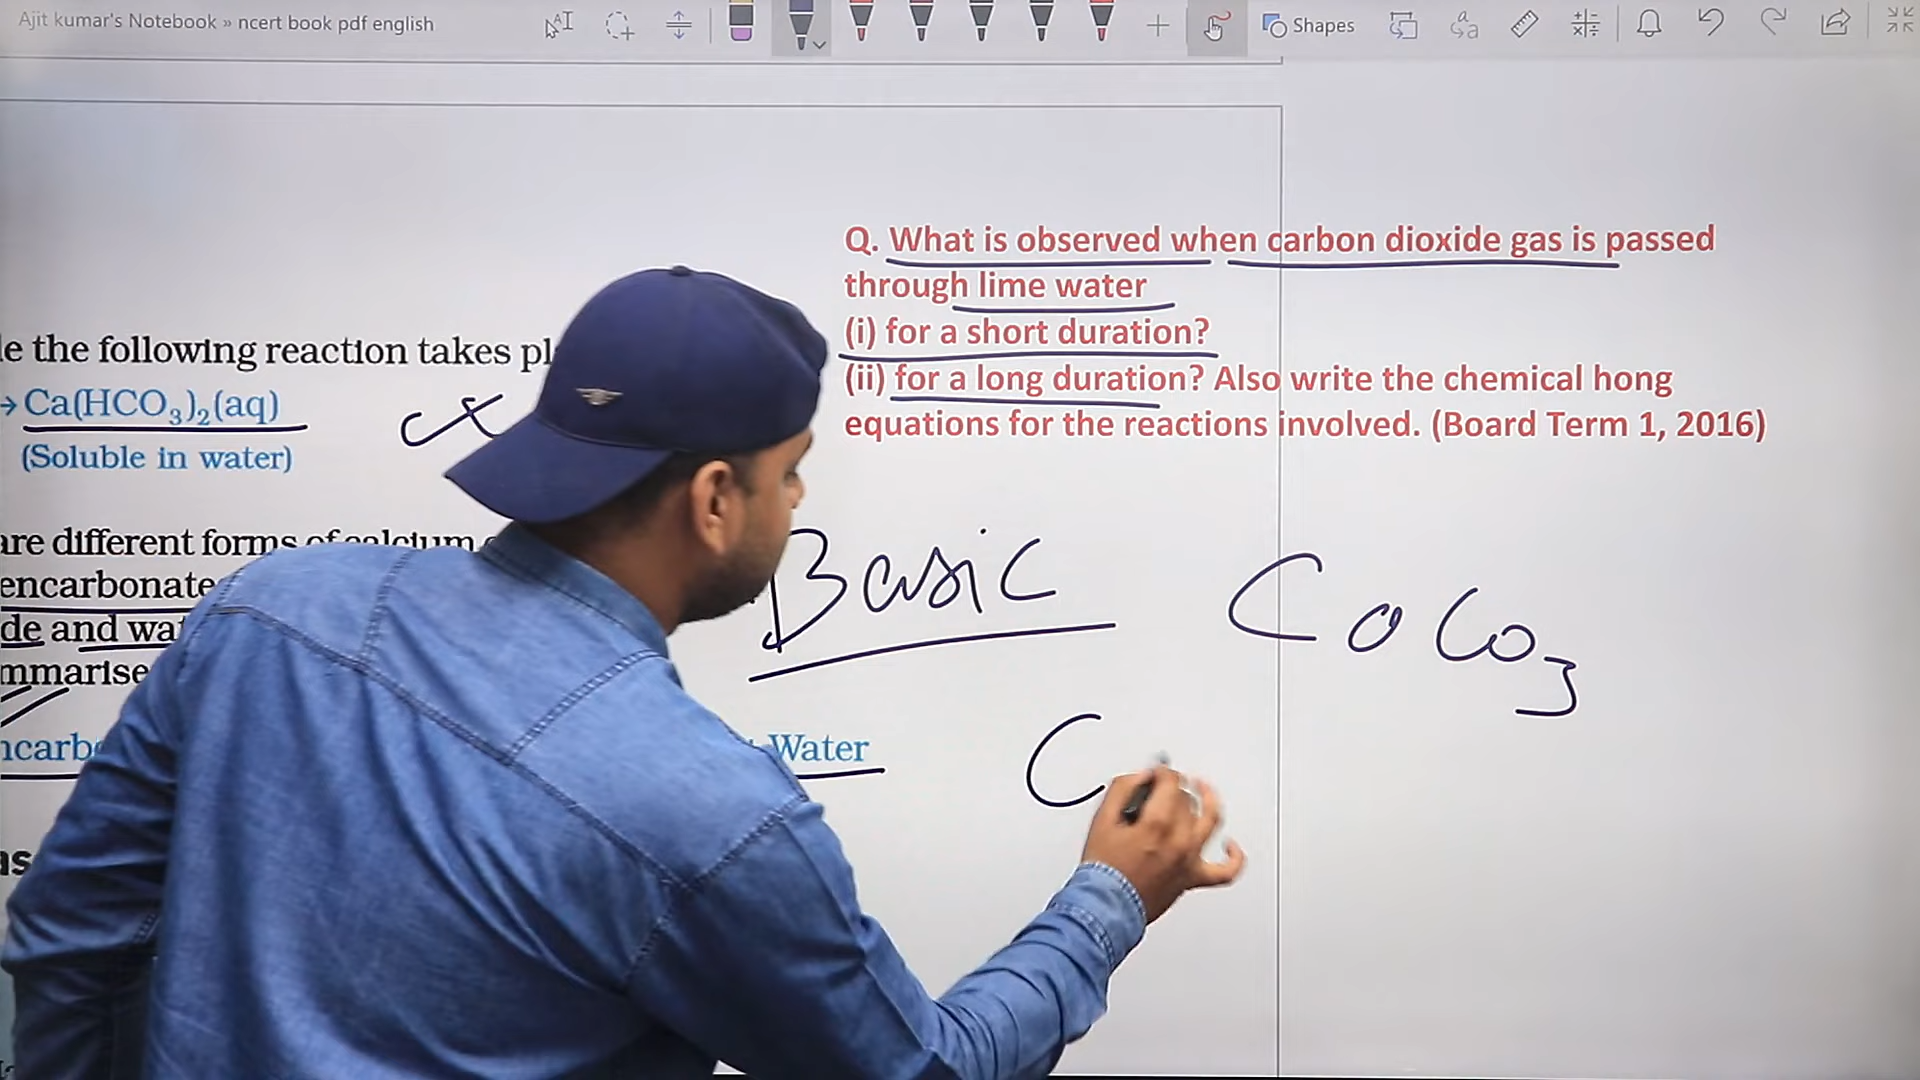 Ajit kumar's Notebook » ncert book pdf english
Shapes
Q. What is observed when carbon dioxide gas is passed
through lime water
(i) for a short duration?
(ii) for a long duration? Also write the chemical hong
equations for the reactions involved. (Board Term 1, 2016)
e the following reaction takes pl
→ Ca(HCO₃)₂(aq)
(Soluble in water)
are different forms of calcium
encarbonate
de and wa
mmarise
ncarb
Water
as
Basic
CaCO₃
C